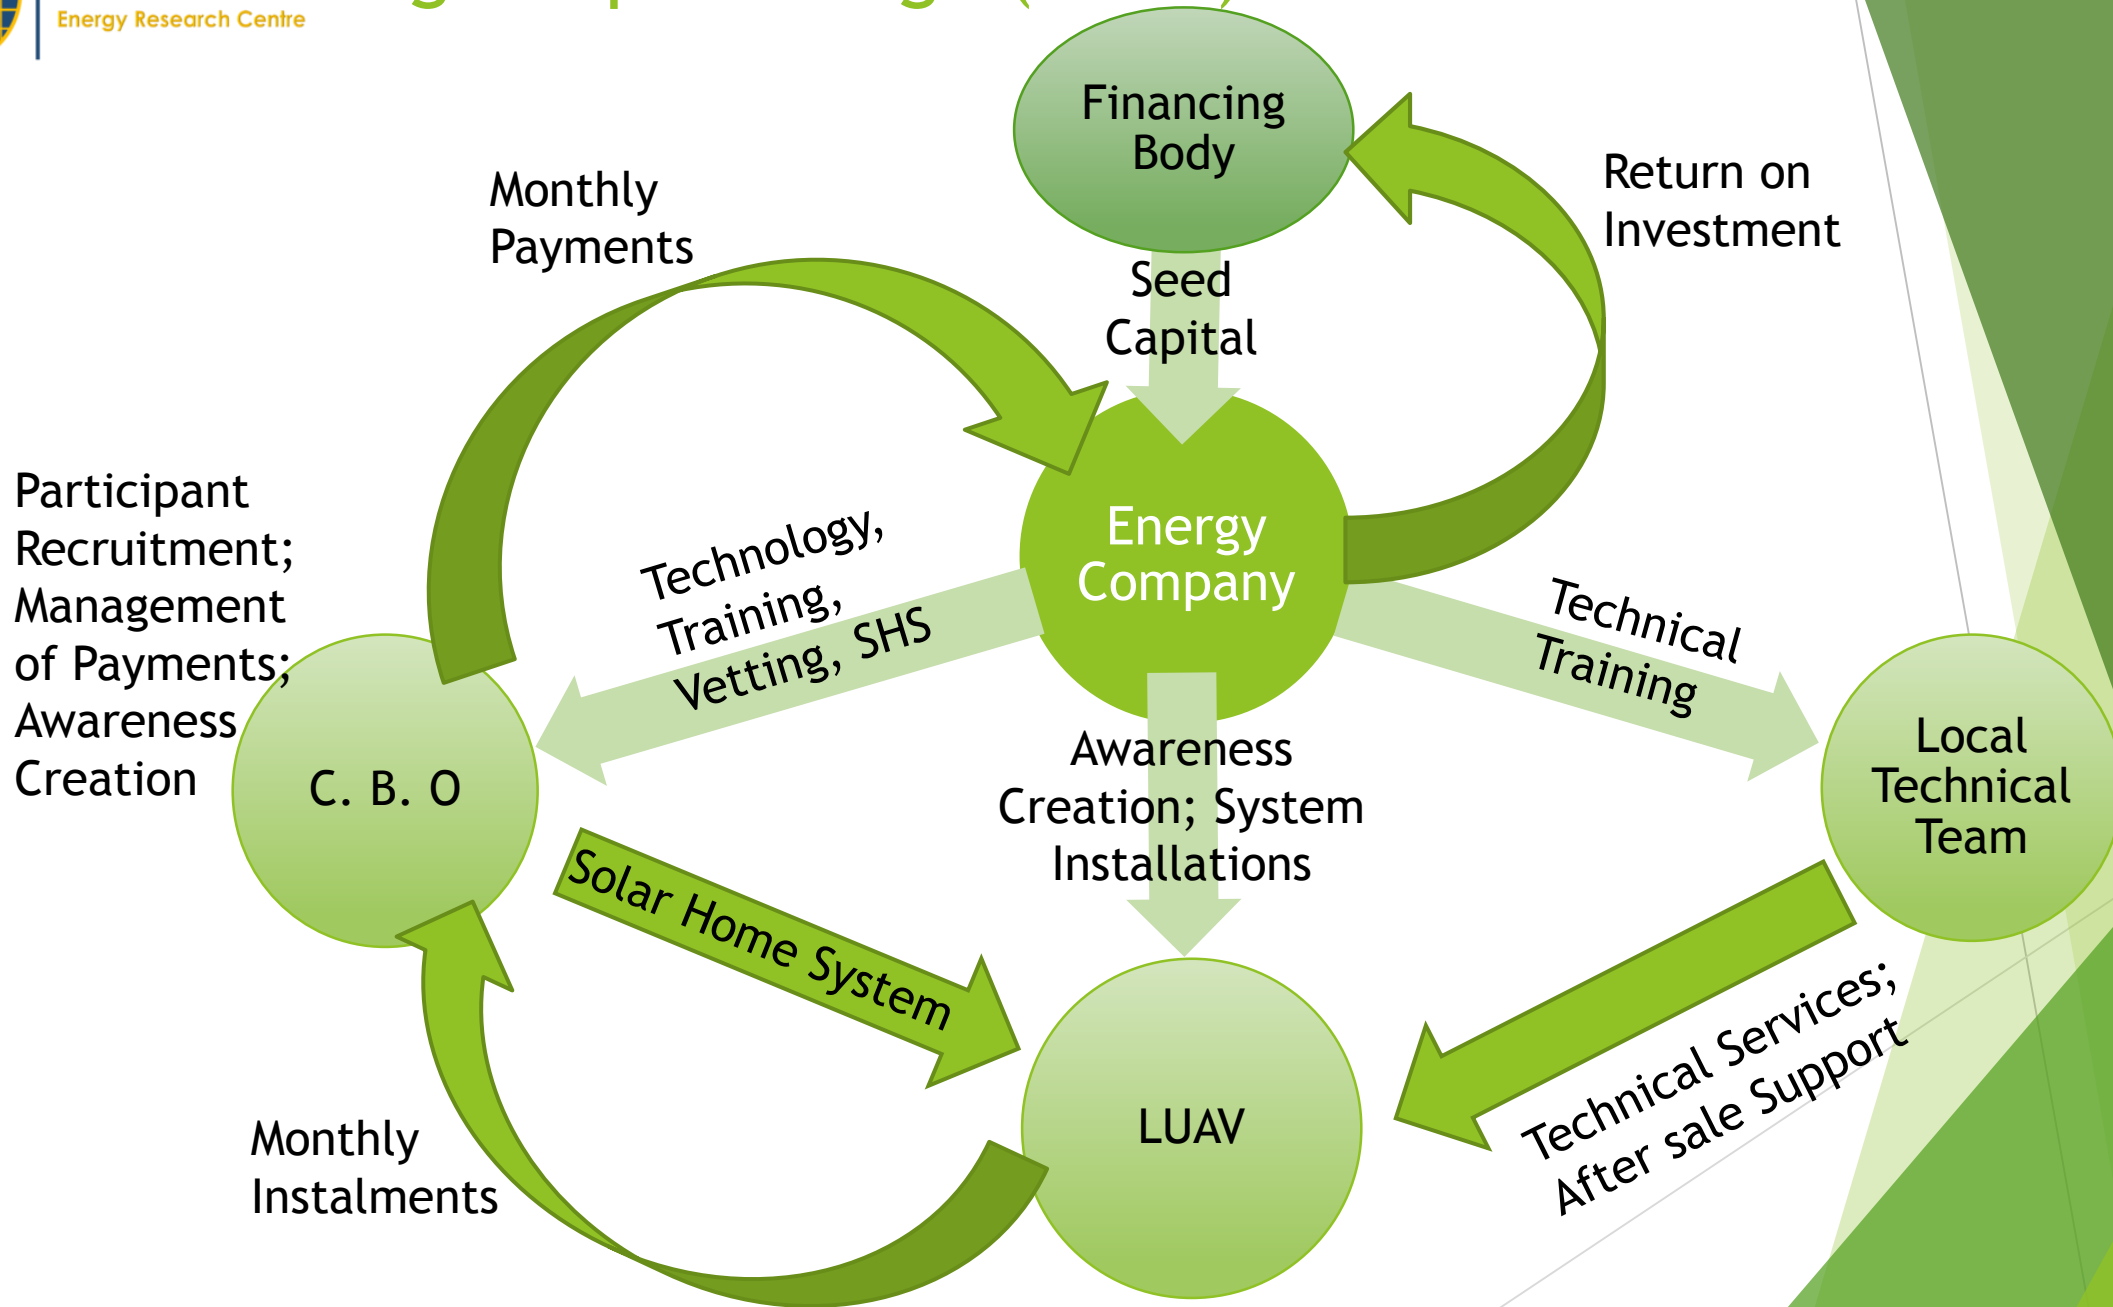 Energy Research Centre
Financing
Body
Return on
Investment
Monthly
Payments
Seed
Capital
Participant
Recruitment;
Management
of Payments;
Awareness
Creation
Technology,
Training,
Vetting, SHS
Energy
Company
Technical
Training
Local
Technical
Team
C. B. O
Awareness
Creation; System
Installations
Solar Home System
LUAV
Technical Services;
After sale Support
Monthly
Instalments